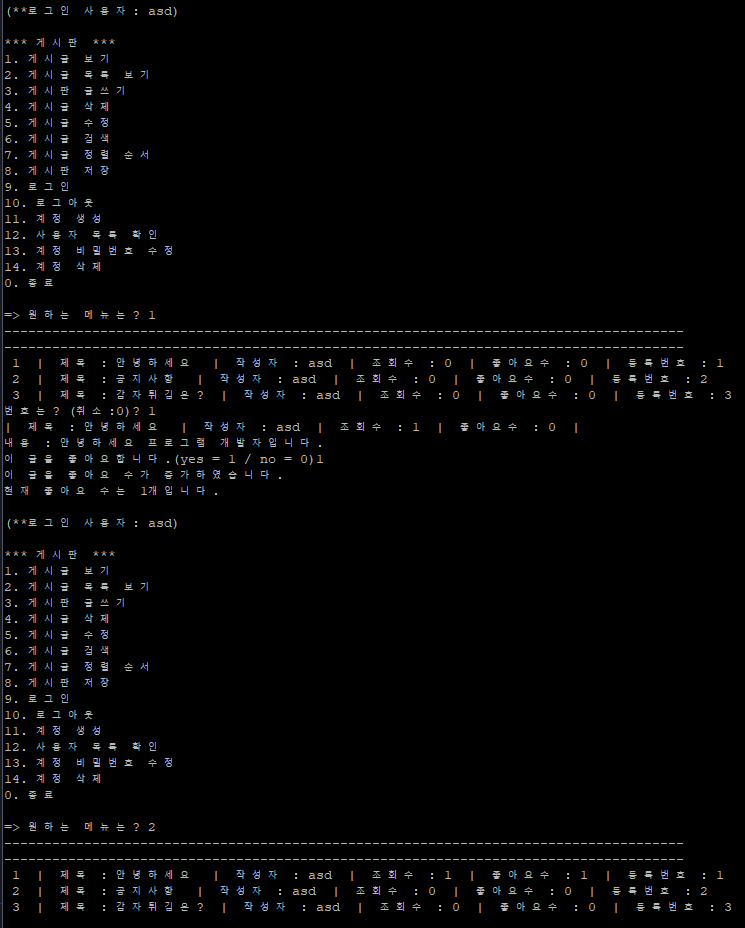 (**로그인 사용자 : asd)
*** 게시판 ***
1. 게시글 보기
2. 게시글 목록 보기
3. 게시판 글쓰기
4. 게시글 삭제
5. 게시글 수정
6. 게시글 검색
7. 게시글 정렬 순서
8. 게시판 저장
9. 로그인
10. 로그아웃
11. 계정 생성
12. 사용자 목록 확인
13. 계정 비밀번호 수정
14. 계정 삭제
0. 종료
=> 원하는 메뉴는? 1
-------------------------------------------------------------------------------------
-------------------------------------------------------------------------------------
1 | 제목 : 안녕하세요 | 작성자 : asd | 조회수 : 0 | 좋아요수 : 0 | 등록번호 : 1
2 | 제목 : 공지사항 | 작성자 : asd | 조회수 : 0 | 좋아요수 : 0 | 등록번호 : 2
3 | 제목 : 감자튀김은? | 작성자 : asd | 조회수 : 0 | 좋아요수 : 0 | 등록번호 : 3
번호는? (취소:0)? 1
| 제목 : 안녕하세요 | 작성자 : asd | 조회수 : 1 | 좋아요수 : 0 |
내용 : 안녕하세요 프로그램 개발자입니다.
이 글을 좋아요합니다.(yes = 1 / no = 0)1
이 글을 좋아요 수가 증가하였습니다.
현재 좋아요 수는 1개입니다.
(**로그인 사용자 : asd)
*** 게시판 ***
1. 게시글 보기
2. 게시글 목록 보기
3. 게시판 글쓰기
4. 게시글 삭제
5. 게시글 수정
6. 게시글 검색
7. 게시글 정렬 순서
8. 게시판 저장
9. 로그인
10. 로그아웃
11. 계정 생성
12. 사용자 목록 확인
13. 계정 비밀번호 수정
14. 계정 삭제
0. 종료
=> 원하는 메뉴는? 2
-------------------------------------------------------------------------------------
-------------------------------------------------------------------------------------
1 | 제목 : 안녕하세요 | 작성자 : asd | 조회수 : 1 | 좋아요수 : 1 | 등록번호 : 1
2 | 제목 : 공지사항 | 작성자 : asd | 조회수 : 0 | 좋아요수 : 0 | 등록번호 : 2
3 | 제목 : 감자튀김은? | 작성자 : asd | 조회수 : 0 | 좋아요수 : 0 | 등록번호 : 3